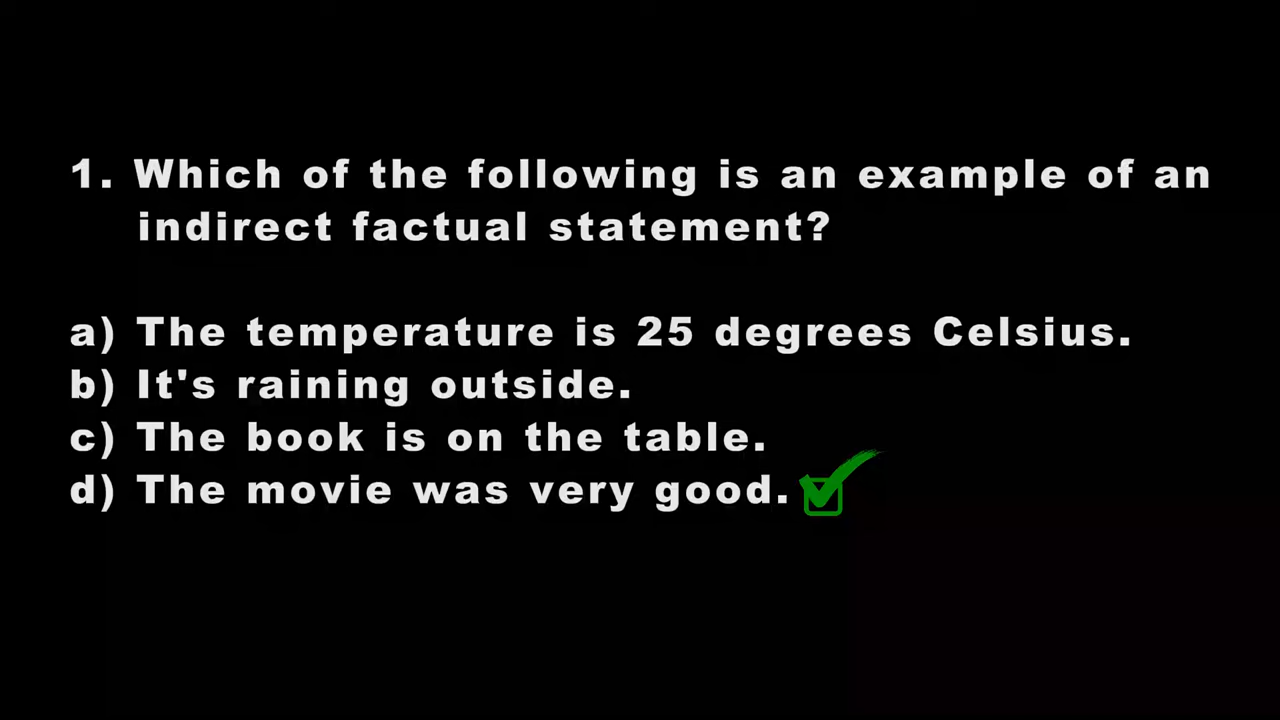 1. Which of the following is an example of an
indirect factual statement?
a) The temperature is 25 degrees Celsius.
b) It's raining outside.
c) The book is on the table.
d) The movie was very good.